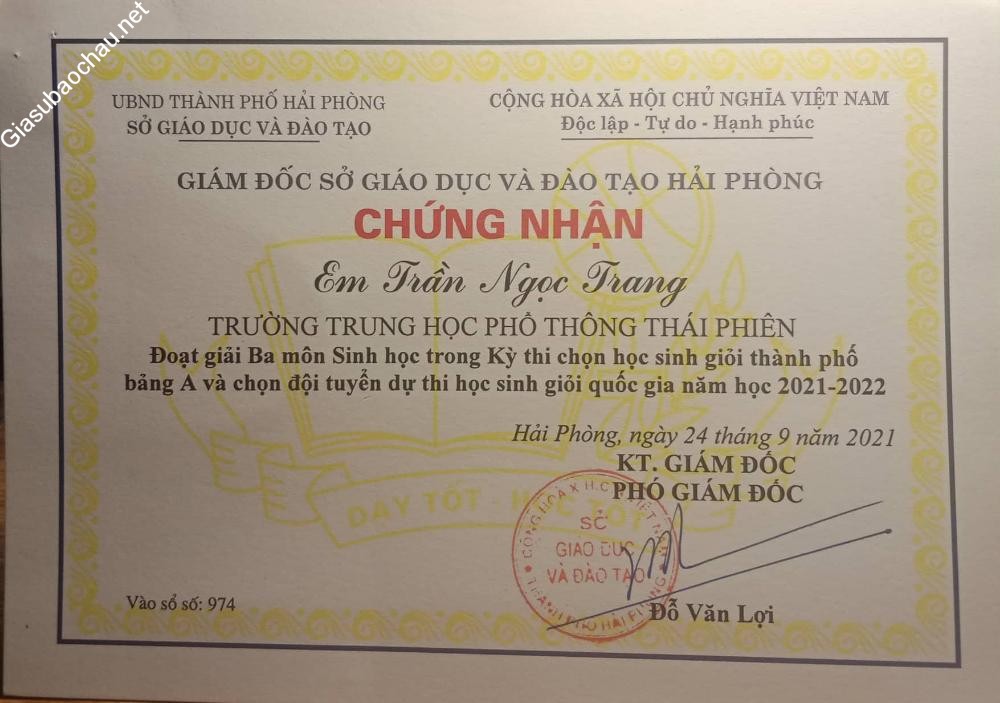 Giasubaochau.net
UBND THÀNH PHỐ HẢI PHÒNG
SỞ GIÁO DỤC VÀ ĐÀO TẠO
CỘNG HÒA XÃ HỘI CHỦ NGHĨA VIỆT NAM
Độc lập - Tự do - Hạnh phúc
GIÁM ĐỐC SỞ GIÁO DỤC VÀ ĐÀO TẠO HẢI PHÒNG
CHỨNG NHẬN
Em Trần Ngọc Trang
TRƯỜNG TRUNG HỌC PHỔ THÔNG THÁI PHIÊN
Đoạt giải Ba môn Sinh học trong Kỳ thi chọn học sinh giỏi thành phố
bảng A và chọn đội tuyển dự thi học sinh giỏi quốc gia năm học 2021-2022
Hải Phòng, ngày 24 tháng 9 năm 2021
KT. GIÁM ĐỐC
PHÓ GIÁM ĐỐC
DẠY TỐT - HỌC TỐT
SỞ
GIÁO DỤC
VÀ ĐÀO TẠO
THÀNH PHỐ HẢI PHÒNG
Vào sổ số: 974
Đỗ Văn Lợi